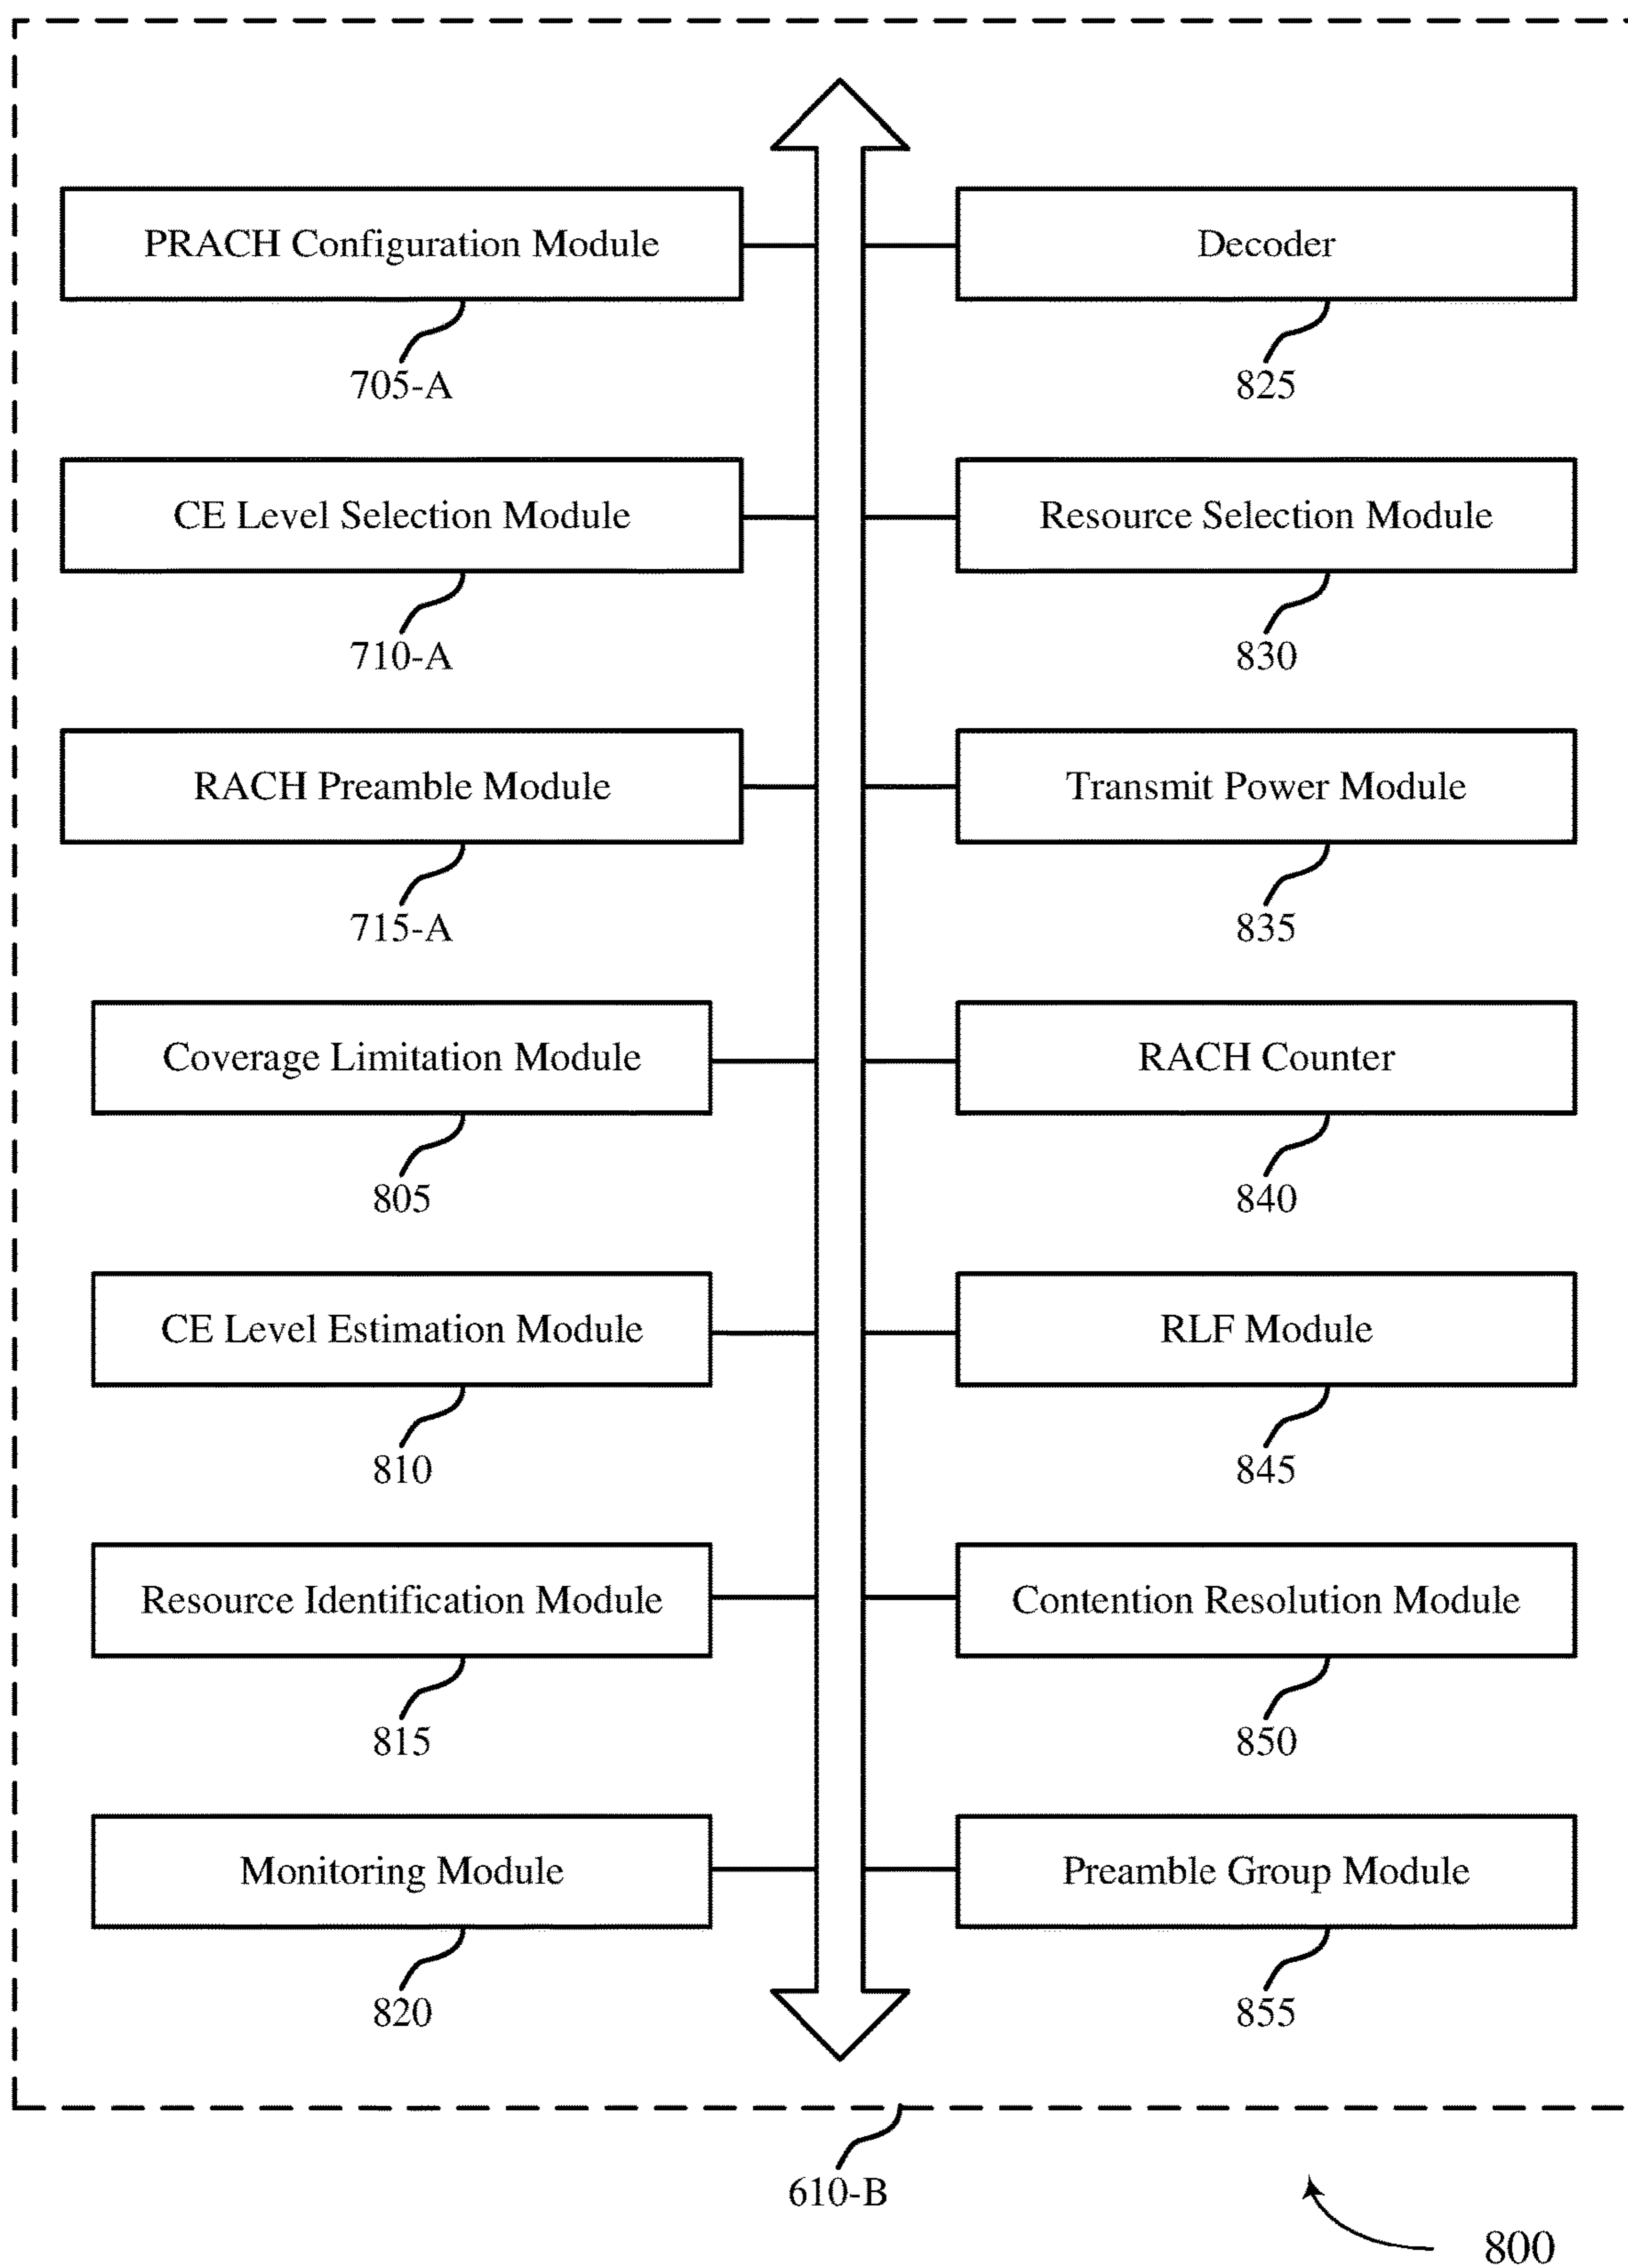 PRACH Configuration Module
705-A
Decoder
825
CE Level Selection Module
710-A
Resource Selection Module
830
RACH Preamble Module
715-A
Transmit Power Module
835
Coverage Limitation Module
805
RACH Counter
840
CE Level Estimation Module
810
RLF Module
845
Resource Identification Module
815
Contention Resolution Module
850
Monitoring Module
820
Preamble Group Module
855
610-B
800